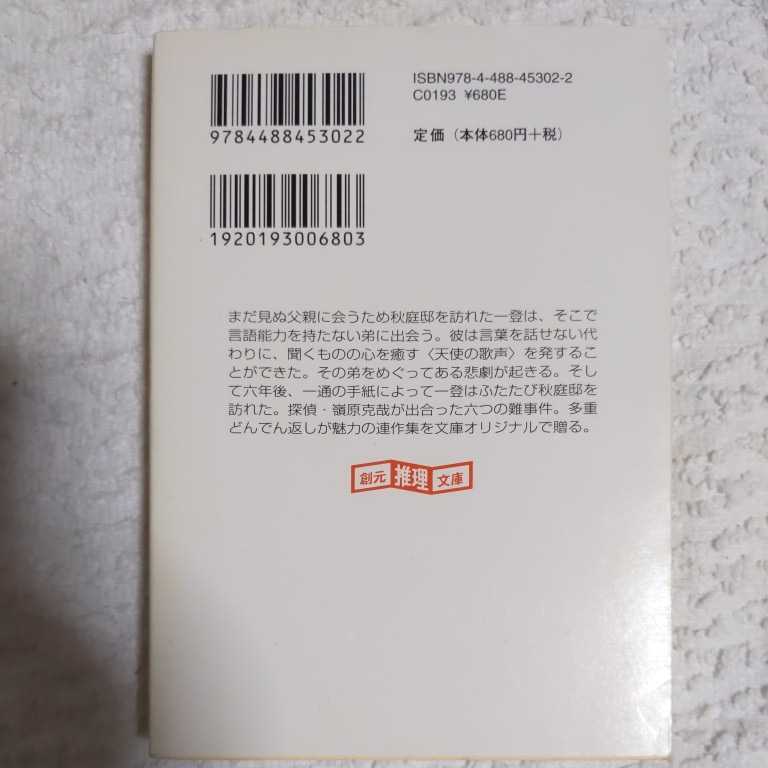 ISBN978-4-488-45302-2
C0193 ¥680E
9784488453022
定価（本体680円＋税）
1920193006803
まだ見ぬ父親に会うため秋庭邸を訪れた一登は、そこで
言語能力を持たない弟に出会う。彼は言葉を話せない代
わりに、聞くものの心を癒す〈天使の歌声〉を発すること
ができた。その弟をめぐってある悲劇が起きる。そし
て六年後、一通の手紙によって一登はふたたび秋庭邸を
訪れた。探偵・嶺原克哉が出合った六つの難事件。多重
どんでん返しが魅力の連作集を文庫オリジナルで贈る。
創元推理文庫